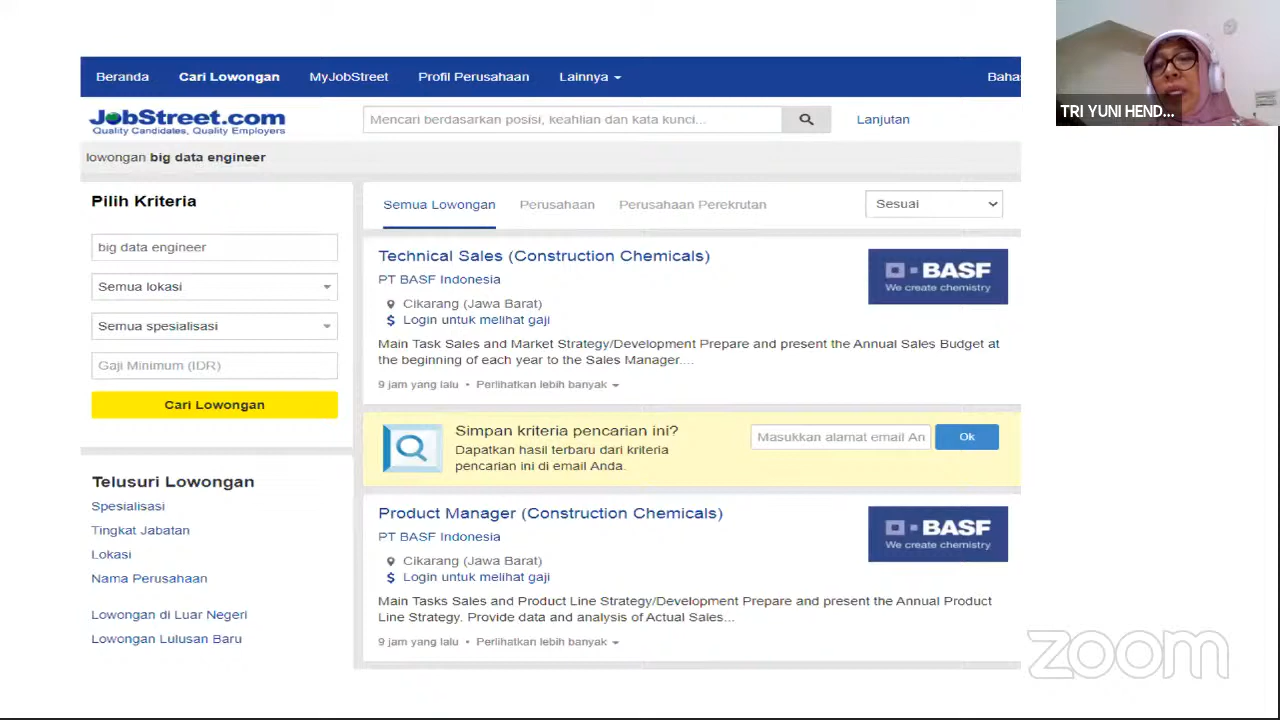 Beranda Cari Lowongan MyJobStreet Profil Perusahaan Lainnya Bahas
TRI YUNI HEND...
JobStreet.com
Quality Candidates, Quality Employers
Mencari berdasarkan posisi, keahlian dan kata kunci...
Lanjutan
lowongan big data engineer
Pilih Kriteria
big data engineer
Semua lokasi
Semua spesialisasi
Gaji Minimum (IDR)
Cari Lowongan
Telusuri Lowongan
Spesialisasi
Tingkat Jabatan
Lokasi
Nama Perusahaan
Lowongan di Luar Negeri
Lowongan Lulusan Baru
Semua Lowongan Perusahaan Perusahaan Perekrutan Sesuai
Technical Sales (Construction Chemicals)
PT BASF Indonesia
Cikarang (Jawa Barat)
$ Login untuk melihat gaji
Main Task Sales and Market Strategy/Development Prepare and present the Annual Sales Budget at
the beginning of each year to the Sales Manager....
9 jam yang lalu • Perlihatkan lebih banyak
BASF
We create chemistry
Simpan kriteria pencarian ini?
Dapatkan hasil terbaru dari kriteria
pencarian ini di email Anda.
Masukkan alamat email An
Ok
Product Manager (Construction Chemicals)
PT BASF Indonesia
Cikarang (Jawa Barat)
$ Login untuk melihat gaji
Main Tasks Sales and Product Line Strategy/Development Prepare and present the Annual Product
Line Strategy. Provide data and analysis of Actual Sales...
9 jam yang lalu • Perlihatkan lebih banyak
BASF
We create chemistry
zoom